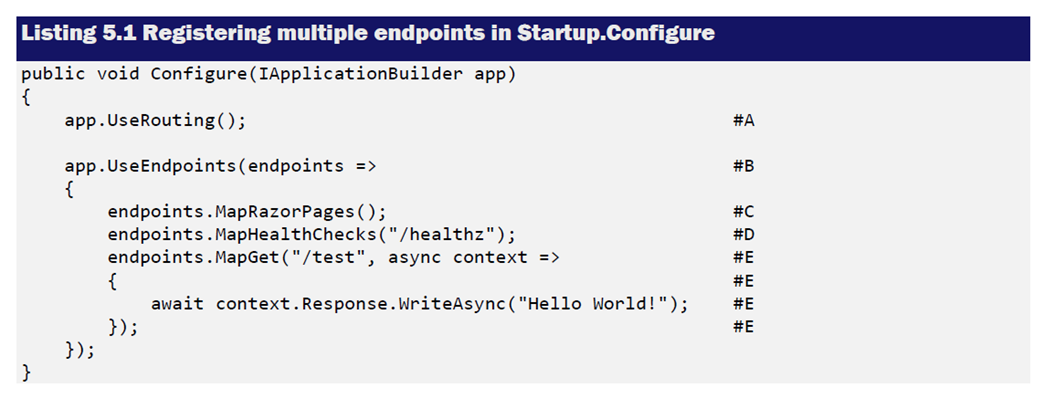 Listing 5.1 Registering multiple endpoints in Startup.Configure
public void Configure(IApplicationBuilder app)
{
    app.UseRouting();                                             #A

    app.UseEndpoints(endpoints =>                                 #B
    {
        endpoints.MapRazorPages();                                #C
        endpoints.MapHealthChecks("/healthz");                    #D
        endpoints.MapGet("/test", async context =>                #E
        {                                                         #E
            await context.Response.WriteAsync("Hello World!");    #E
        });                                                       #E
    });
}